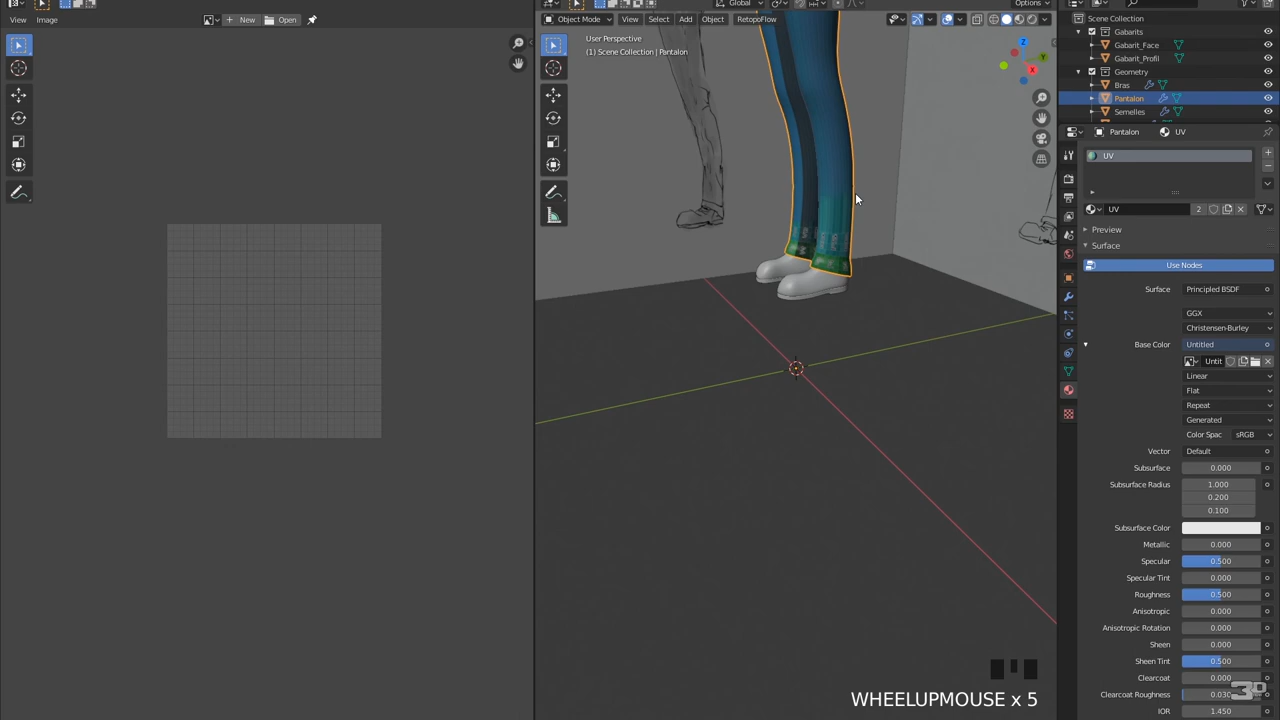 View
Image
New
Open
Object Mode
View
Select
Add
Object
RetopoFlow
Global
Options
User Perspective
(1) Scene Collection | Pantalon
X
Y
Z
Scene Collection
Gabarits
Gabarit_Face
Gabarit_Profil
Geometry
Bras
Pantalon
Semelles
Pantalon
UV
UV
UV
2
Preview
Surface
Use Nodes
Surface
Principled BSDF
GGX
Christensen-Burley
Base Color
Untitled
Untit
Linear
Flat
Repeat
Generated
Color Spac
sRGB
Vector
Default
Subsurface
0.000
Subsurface Radius
1.000
0.200
0.100
Subsurface Color
Metallic
0.000
Specular
0.500
Specular Tint
0.000
Roughness
0.500
Anisotropic
0.000
Anisotropic Rotation
0.000
Sheen
0.000
Sheen Tint
0.500
Clearcoat
0.000
Clearcoat Roughness
0.030
IOR
1.450
WHEELUPMOUSE x 5
3D